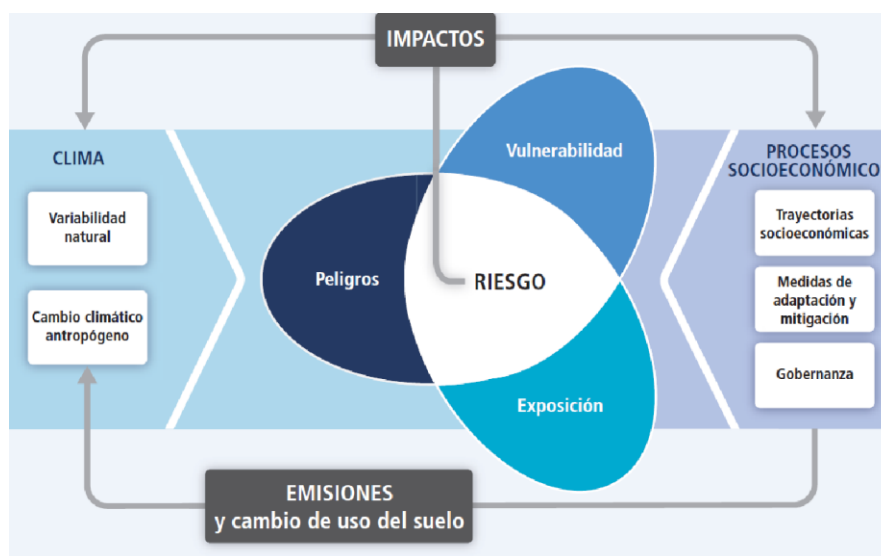 IMPACTOS
CLIMA
Variabilidad
natural
Cambio climático
antropógeno
Vulnerabilidad
Peligros
RIESGO
Exposición
PROCESOS
SOCIOECONÓMICO
Trayectorias
socioeconómicas
Medidas de
adaptación y
mitigación
Gobernanza
EMISIONES
y cambio de uso del suelo